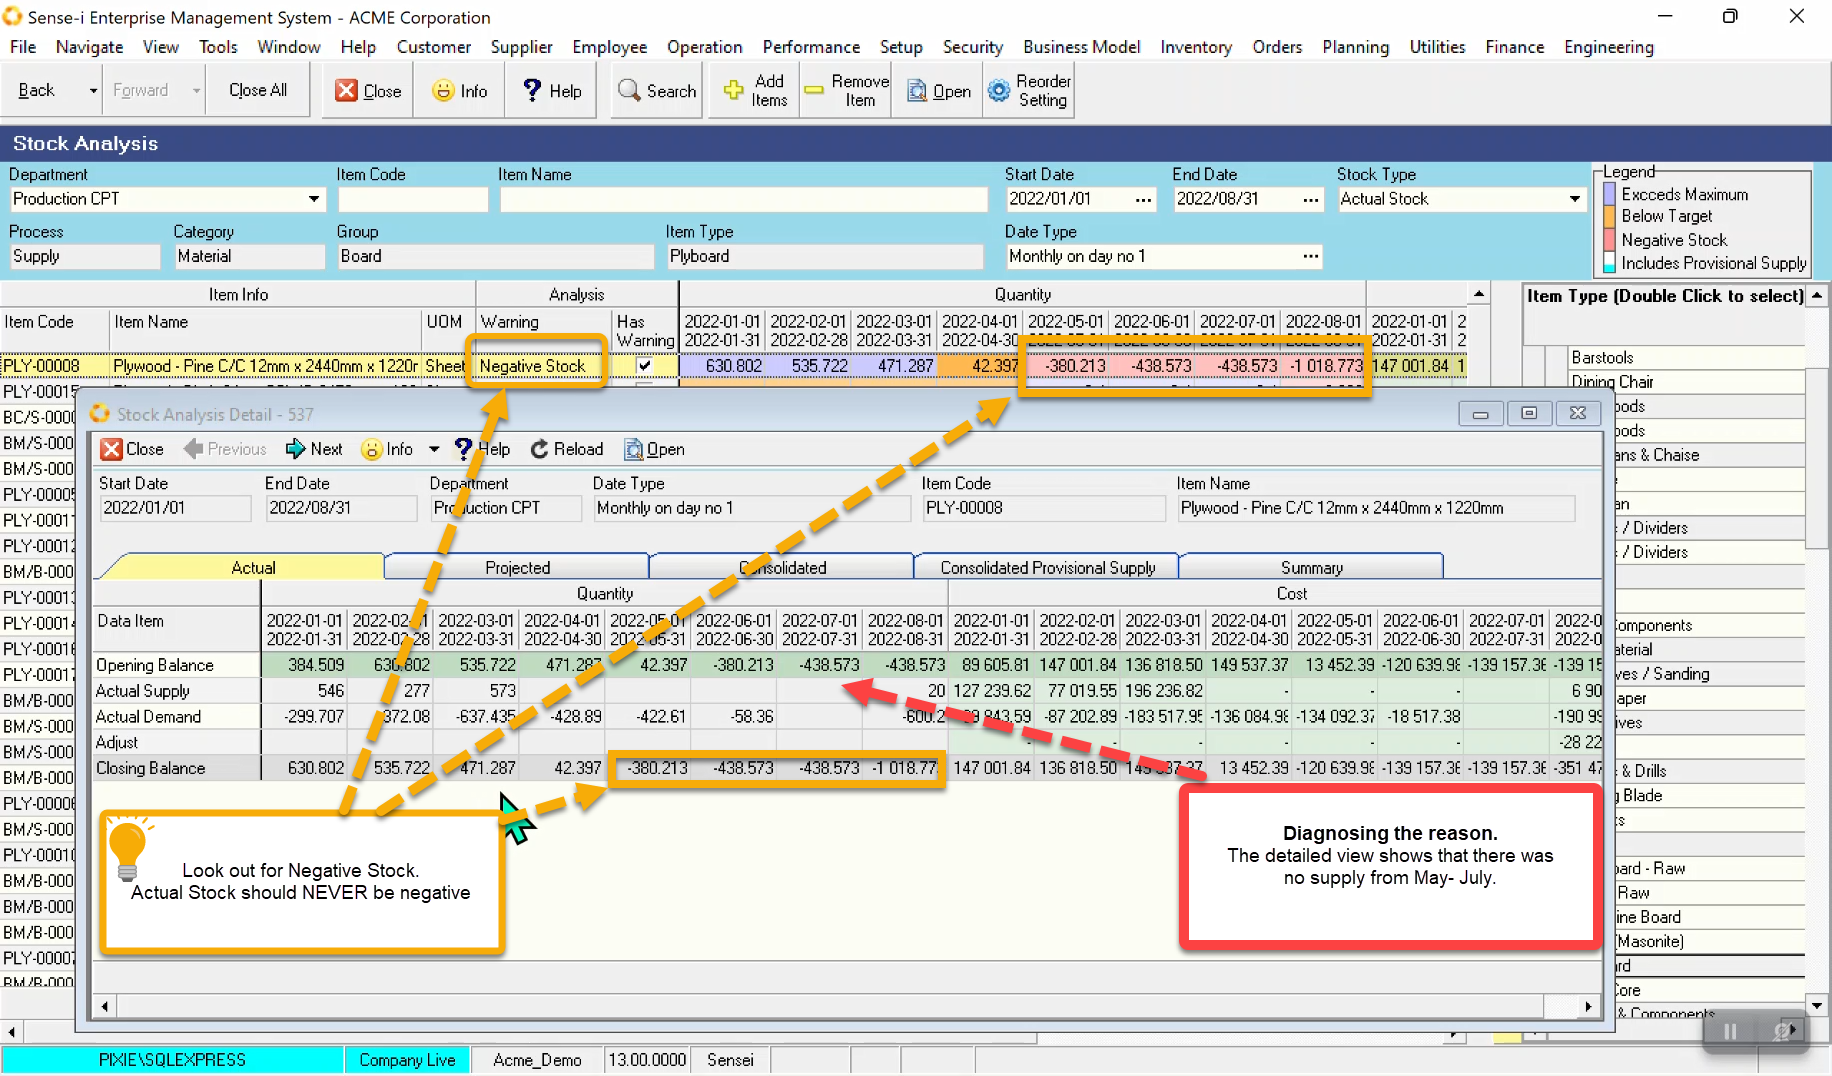 Sense-i Enterprise Management System - ACME Corporation
File Navigate View Tools Window Help Customer Supplier Employee Operation Performance Setup Security Business Model Inventory Orders Planning Utilities Finance Engineering
Back Forward Close All Close Info Help Search Add Items Remove Item Open Reorder Setting
Stock Analysis
Department Item Code Item Name Start Date End Date Stock Type
Production CPT 2022/01/01 ... 2022/08/31 ... Actual Stock
Process Category Group Item Type Date Type
Supply Material Board Plyboard Monthly on day no 1 ...
Legend
Exceeds Maximum
Below Target
Negative Stock
Includes Provisional Supply
Item Info Analysis Quantity
Item Code Item Name UOM Warning Has Warning
2022-01-01 2022-02-01 2022-03-01 2022-04-01 2022-05-01 2022-06-01 2022-07-01 2022-08-01 2022-01-01 2
2022-01-31 2022-02-28 2022-03-31 2022-04-30 2022-01-31 2
PLY-00008 Plywood - Pine C/C 12mm x 2440mm x 1220r Sheet Negative Stock 630.802 535.722 471.287 42.397 -380.213 -438.573 -438.573 -1 018.773 147 001.84 1
PLY-00015
BC/S-000
BM/S-000
BM/S-000
PLY-00005
PLY-00011
PLY-00012
BM/B-000
PLY-00013
PLY-00014
PLY-00016
PLY-00017
BM/B-000
BM/S-000
BM/S-000
BM/B-000
PLY-00006
BM/S-000
PLY-00010
BM/B-000
BM/B-000
BM/B-000
PLY-00007
BM/B-000
Item Type (Double Click to select)
Barstools
Dining Chair
oods
oods
ans & Chaise
an
/ Dividers
/ Dividers
omponents
aterial
ves / Sanding
aper
ives
& Drills
g Blade
ks
oard - Raw
Raw
ine Board
(Masonite)
rd
Core
& Components
Stock Analysis Detail - 537
Close Previous Next Info Help Reload Open
Start Date End Date Department Date Type Item Code Item Name
2022/01/01 2022/08/31 Production CPT Monthly on day no 1 PLY-00008 Plywood - Pine C/C 12mm x 2440mm x 1220mm
Actual Projected Consolidated Consolidated Provisional Supply Summary
Quantity Cost
Data Item
2022-01-01 2022-02-01 2022-03-01 2022-04-01 2022-05-01 2022-06-01 2022-07-01 2022-08-01 2022-01-01 2022-02-01 2022-03-01 2022-04-01 2022-05-01 2022-06-01 2022-07-01 2022-0
2022-01-31 2022-02-28 2022-03-31 2022-04-30 2022-05-31 2022-06-30 2022-07-31 2022-08-31 2022-01-31 2022-02-28 2022-03-31 2022-04-30 2022-05-31 2022-06-30 2022-07-31 2022-0
Opening Balance 384.509 630.802 535.722 471.287 42.397 -380.213 -438.573 -438.573 89 605.81 147 001.84 136 818.50 149 537.37 13 452.39 -120 639.98 -139 157.36 -139 15
Actual Supply 546 277 573 20 127 239.62 77 019.55 196 236.82 - - - 6 90
Actual Demand -299.707 -372.08 -637.435 -428.89 -422.61 -58.36 -600.2 843.59 -87 202.89 -183 517.95 -136 084.98 -134 092.37 -18 517.38 -190 99
Adjust - - - - - -28 22
Closing Balance 630.802 535.722 471.287 42.397 -380.213 -438.573 -438.573 -1 018.77 147 001.84 136 818.50 149 537.37 13 452.39 -120 639.98 -139 157.36 -139 157.36 -351 47
Look out for Negative Stock.
Actual Stock should NEVER be negative
Diagnosing the reason.
The detailed view shows that there was
no supply from May- July.
PIXIE\SQLEXPRESS Company Live Acme_Demo 13.00.0000 Sensei